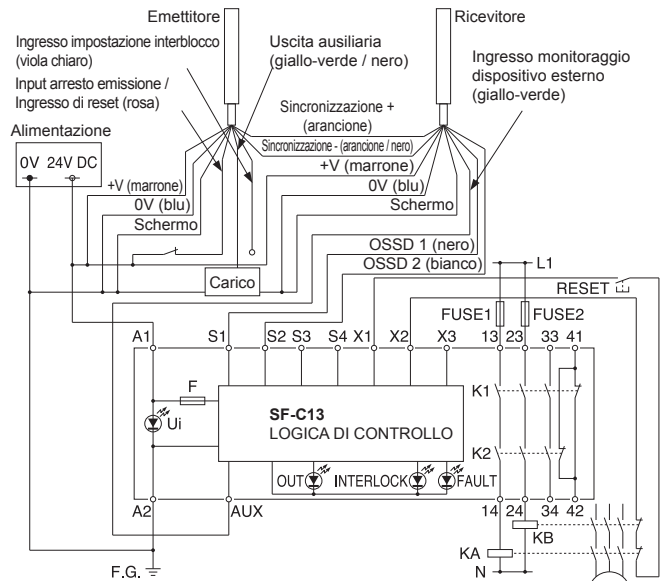 Emettitore
Ricevitore
Ingresso impostazione interblocco
(viola chiaro)
Uscita ausiliaria
(giallo-verde / nero)
Ingresso monitoraggio
dispositivo esterno
(giallo-verde)
Input arresto emissione /
Ingresso di reset (rosa)
Sincronizzazione +
(arancione)
Alimentazione
Sincronizzazione - (arancione / nero)
0V 24V DC
+V (marrone)
+V (marrone)
0V (blu)
0V (blu)
Schermo
Schermo
OSSD 1 (nero)
OSSD 2 (bianco)
Carico
L1
RESET
FUSE1 FUSE2
A1 S1 S2 S3 S4 X1 X2 X3 13 23 33 41
F
K1
Ui
SF-C13
LOGICA DI CONTROLLO
K2
OUT INTERLOCK FAULT
A2 AUX 14 24 34 42
KB
KA
F.G.
N